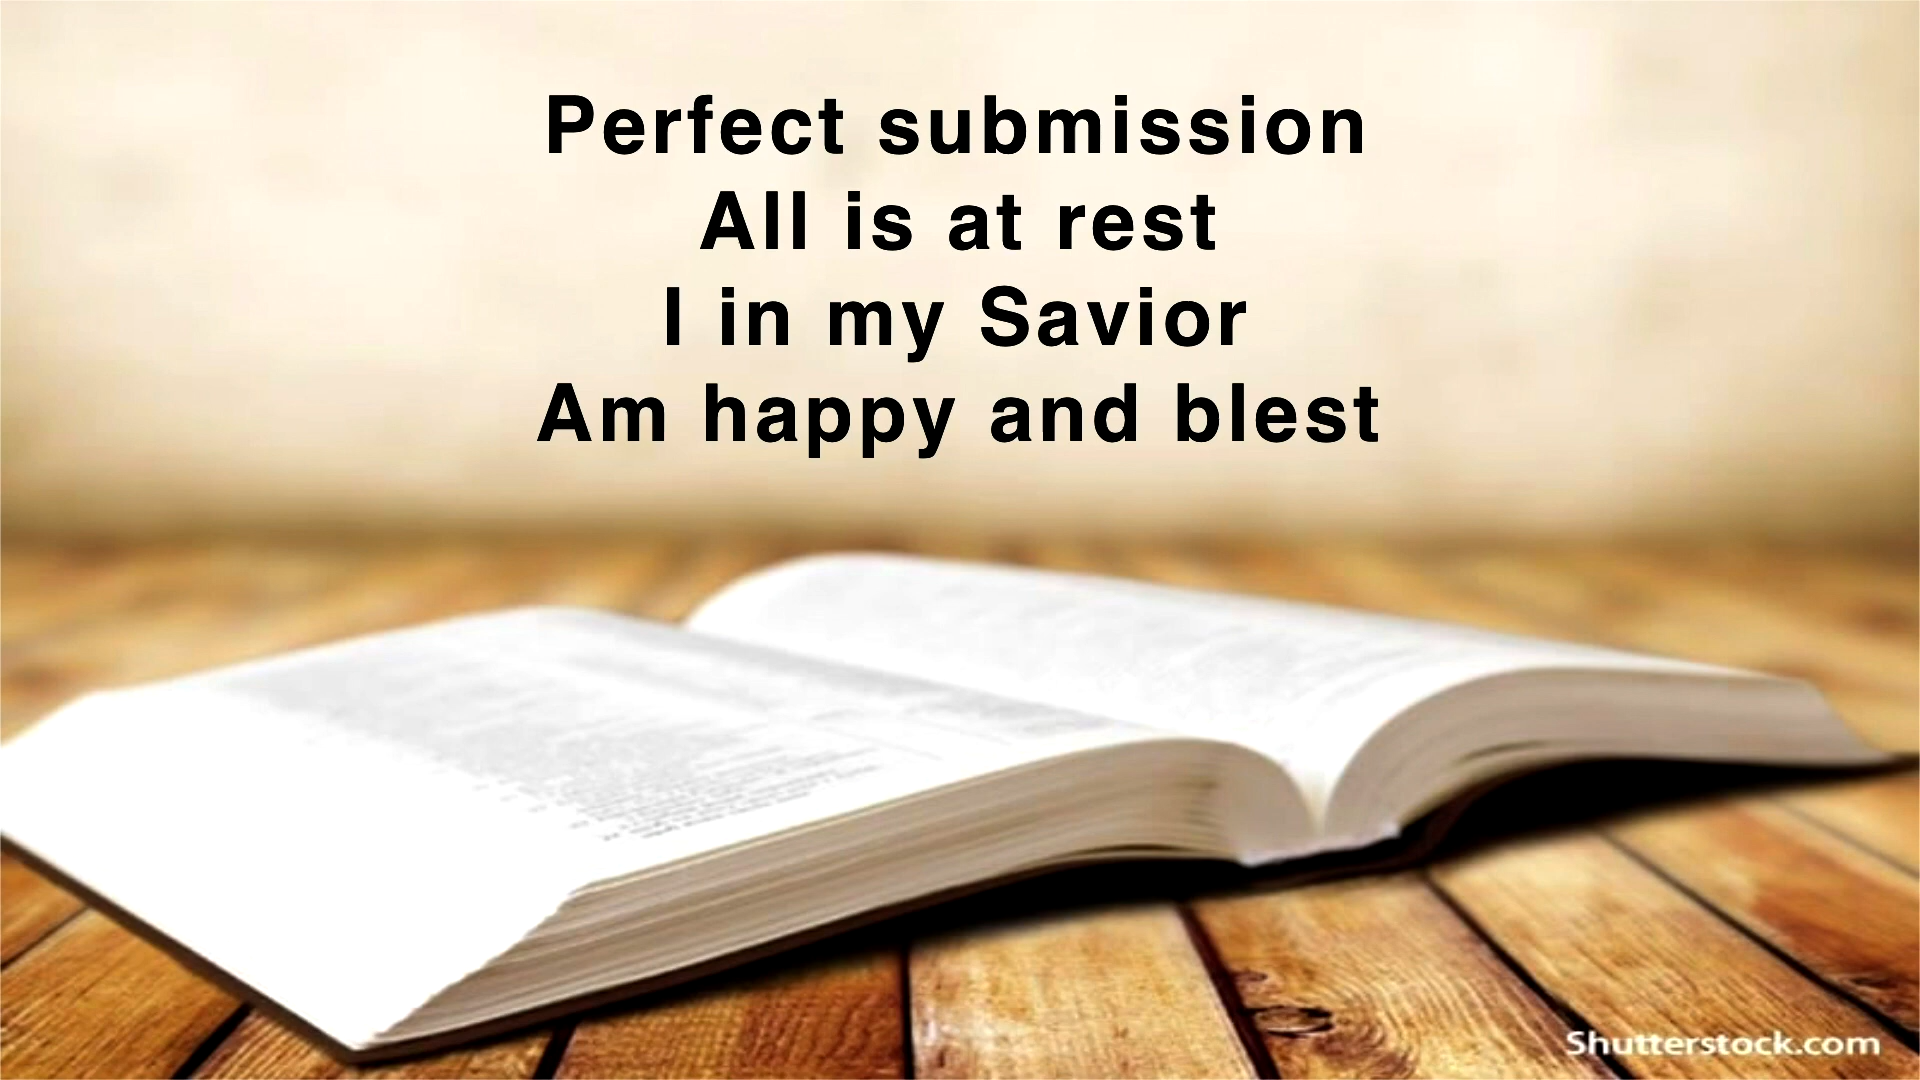 Perfect submission
All is at rest
I in my Savior
Am happy and blest
Shutterstock.com